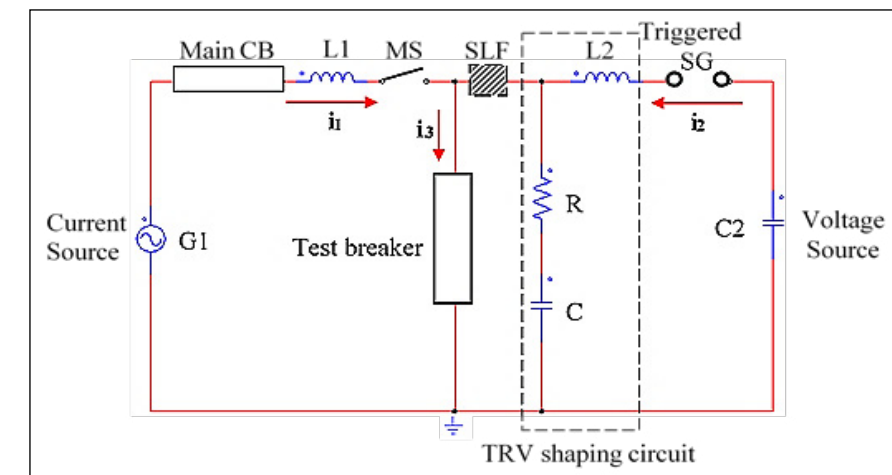 Main CB
L1
MS
SLF
L2
Triggered
SG
i1
i3
i2
Current
Source
G1
Test breaker
R
C
C2
Voltage
Source
TRV shaping circuit